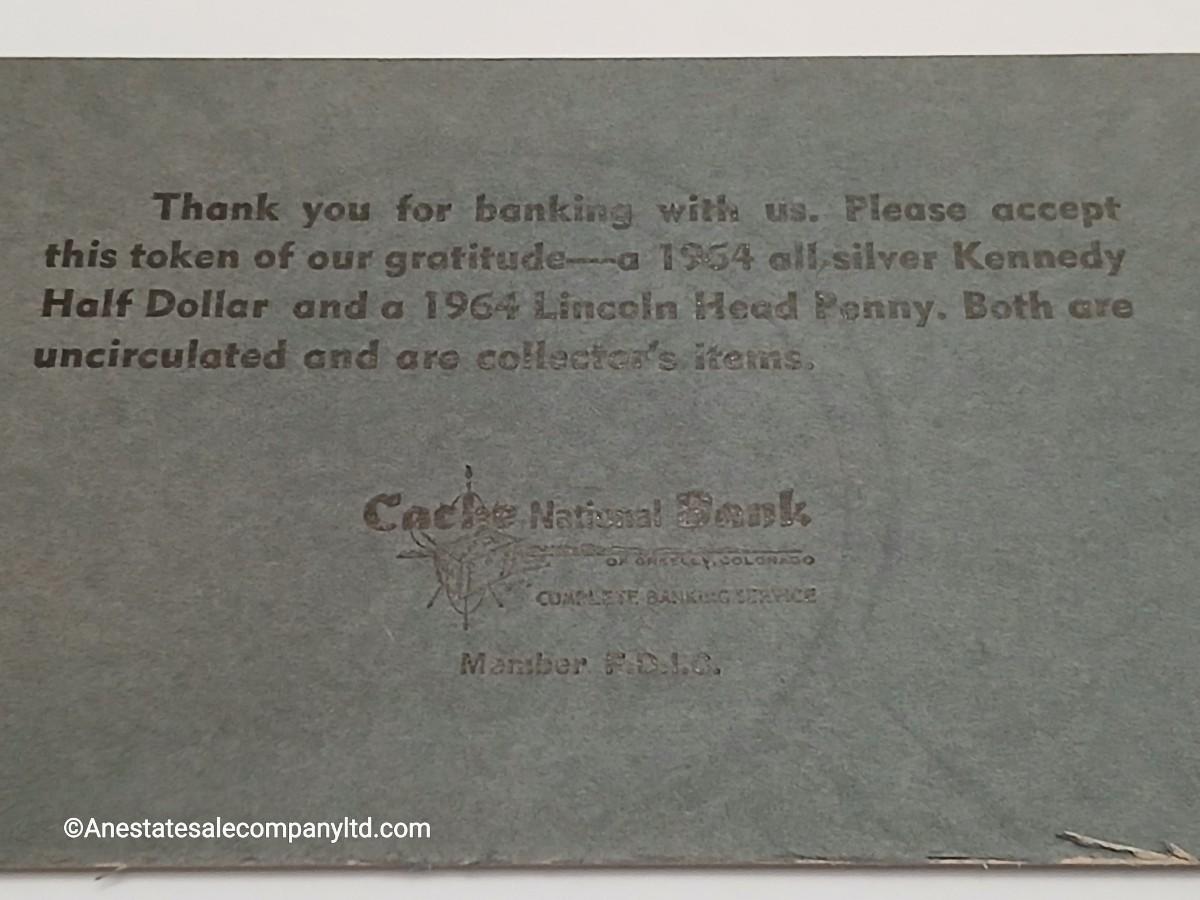 Thank you for banking with us. Please accept
this token of our gratitude—a 1964 all silver Kennedy
Half Dollar and a 1964 Lincoln Head Penny. Both are
uncirculated and are collector's items.
Cache National Bank
OF GREELEY, COLORADO
COMPLETE BANKING SERVICE
Member F.D.I.C.
©Anestatesalecompanyltd.com